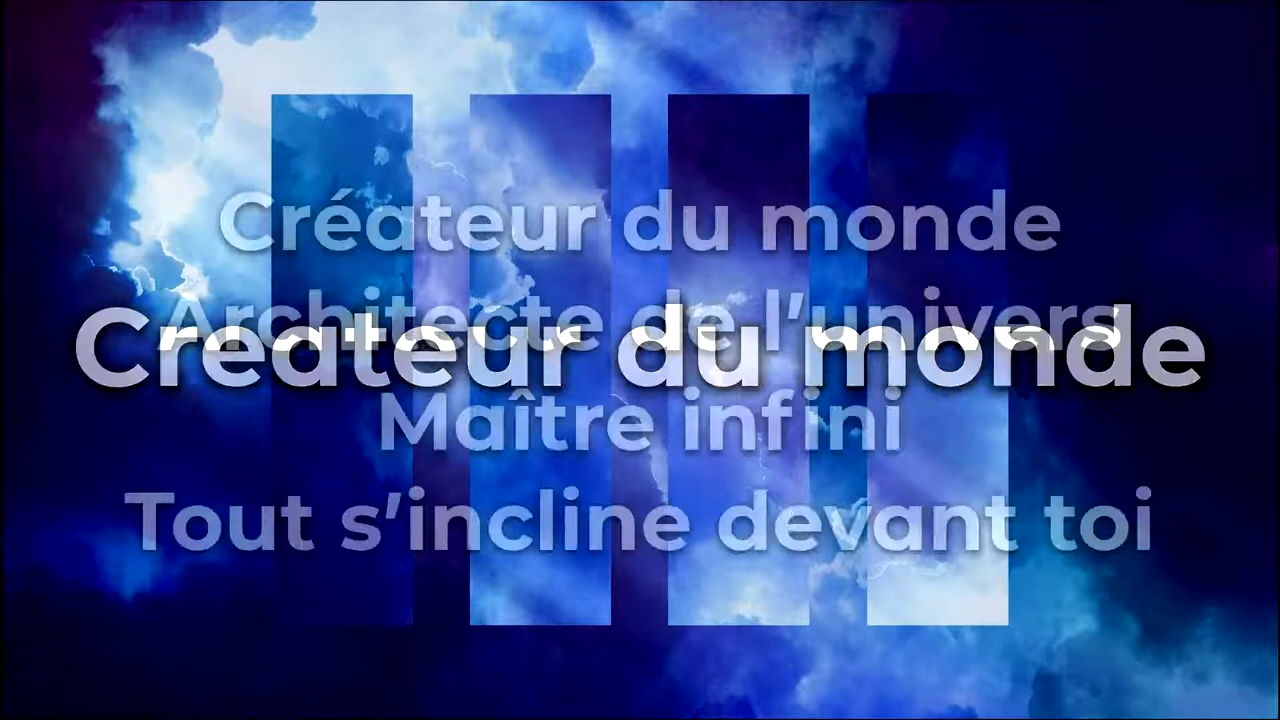 Créateur du monde
Architecte de l’univers
Créateur du monde
Maître infini
Tout s’incline devant toi